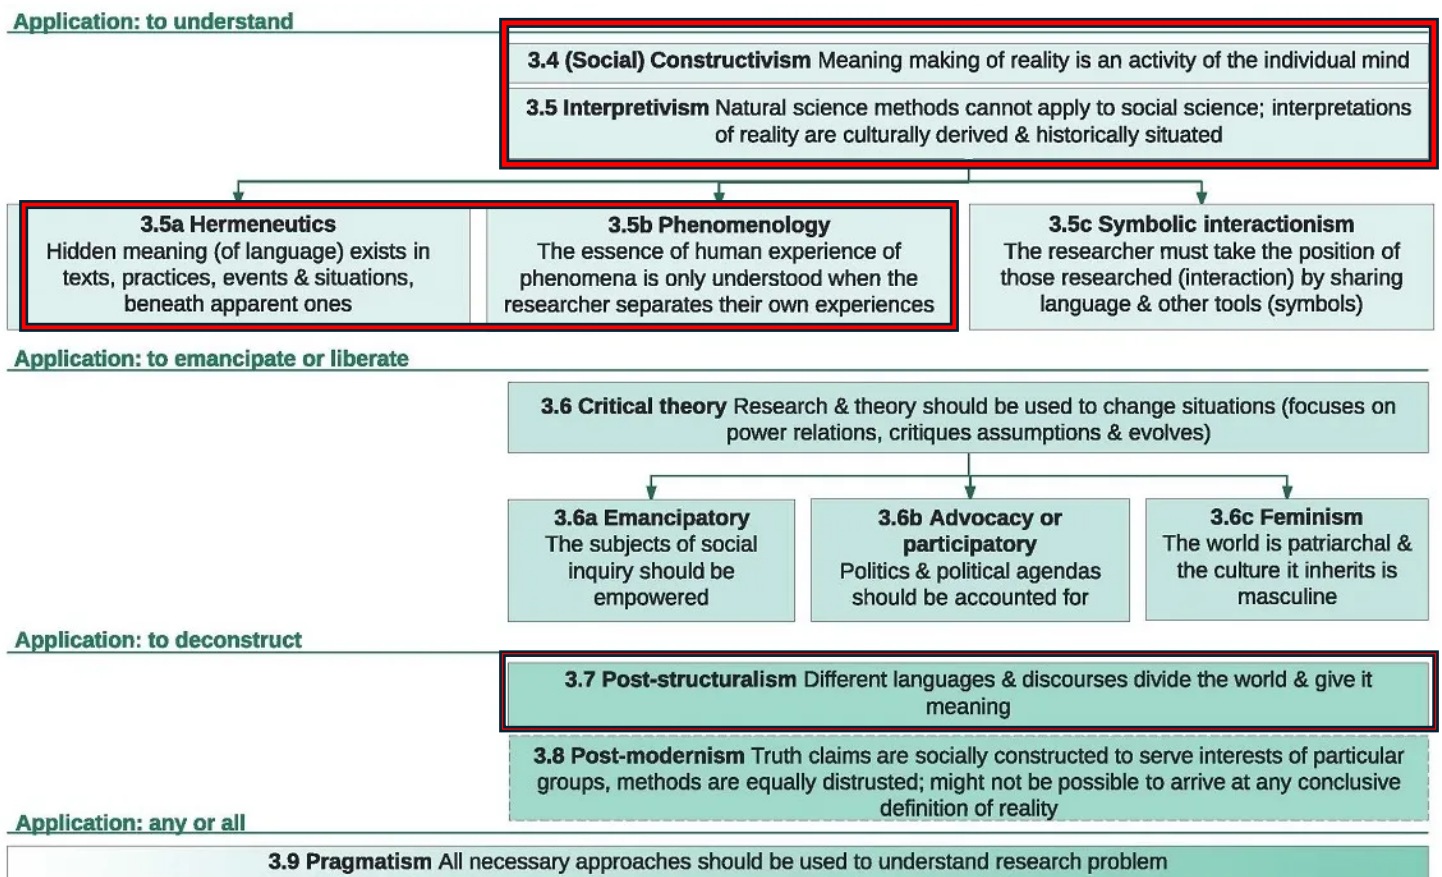 Application: to understand
3.4 (Social) Constructivism Meaning making of reality is an activity of the individual mind
3.5 Interpretivism Natural science methods cannot apply to social science; interpretations
of reality are culturally derived & historically situated
3.5a Hermeneutics
Hidden meaning (of language) exists in
texts, practices, events & situations,
beneath apparent ones
3.5b Phenomenology
The essence of human experience of
phenomena is only understood when the
researcher separates their own experiences
3.5c Symbolic interactionism
The researcher must take the position of
those researched (interaction) by sharing
language & other tools (symbols)
Application: to emancipate or liberate
3.6 Critical theory Research & theory should be used to change situations (focuses on
power relations, critiques assumptions & evolves)
3.6a Emancipatory
The subjects of social
inquiry should be
empowered
3.6b Advocacy or
participatory
Politics & political agendas
should be accounted for
3.6c Feminism
The world is patriarchal &
the culture it inherits is
masculine
Application: to deconstruct
3.7 Post-structuralism Different languages & discourses divide the world & give it
meaning
3.8 Post-modernism Truth claims are socially constructed to serve interests of particular
groups, methods are equally distrusted; might not be possible to arrive at any conclusive
definition of reality
Application: any or all
3.9 Pragmatism All necessary approaches should be used to understand research problem